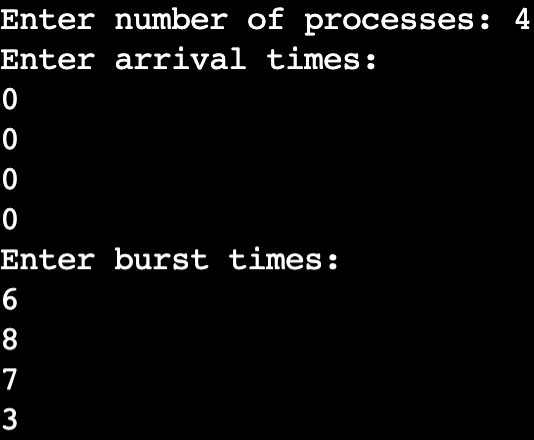 Enter number of processes: 4
Enter arrival times:
0
0
0
0
Enter burst times:
6
8
7
3